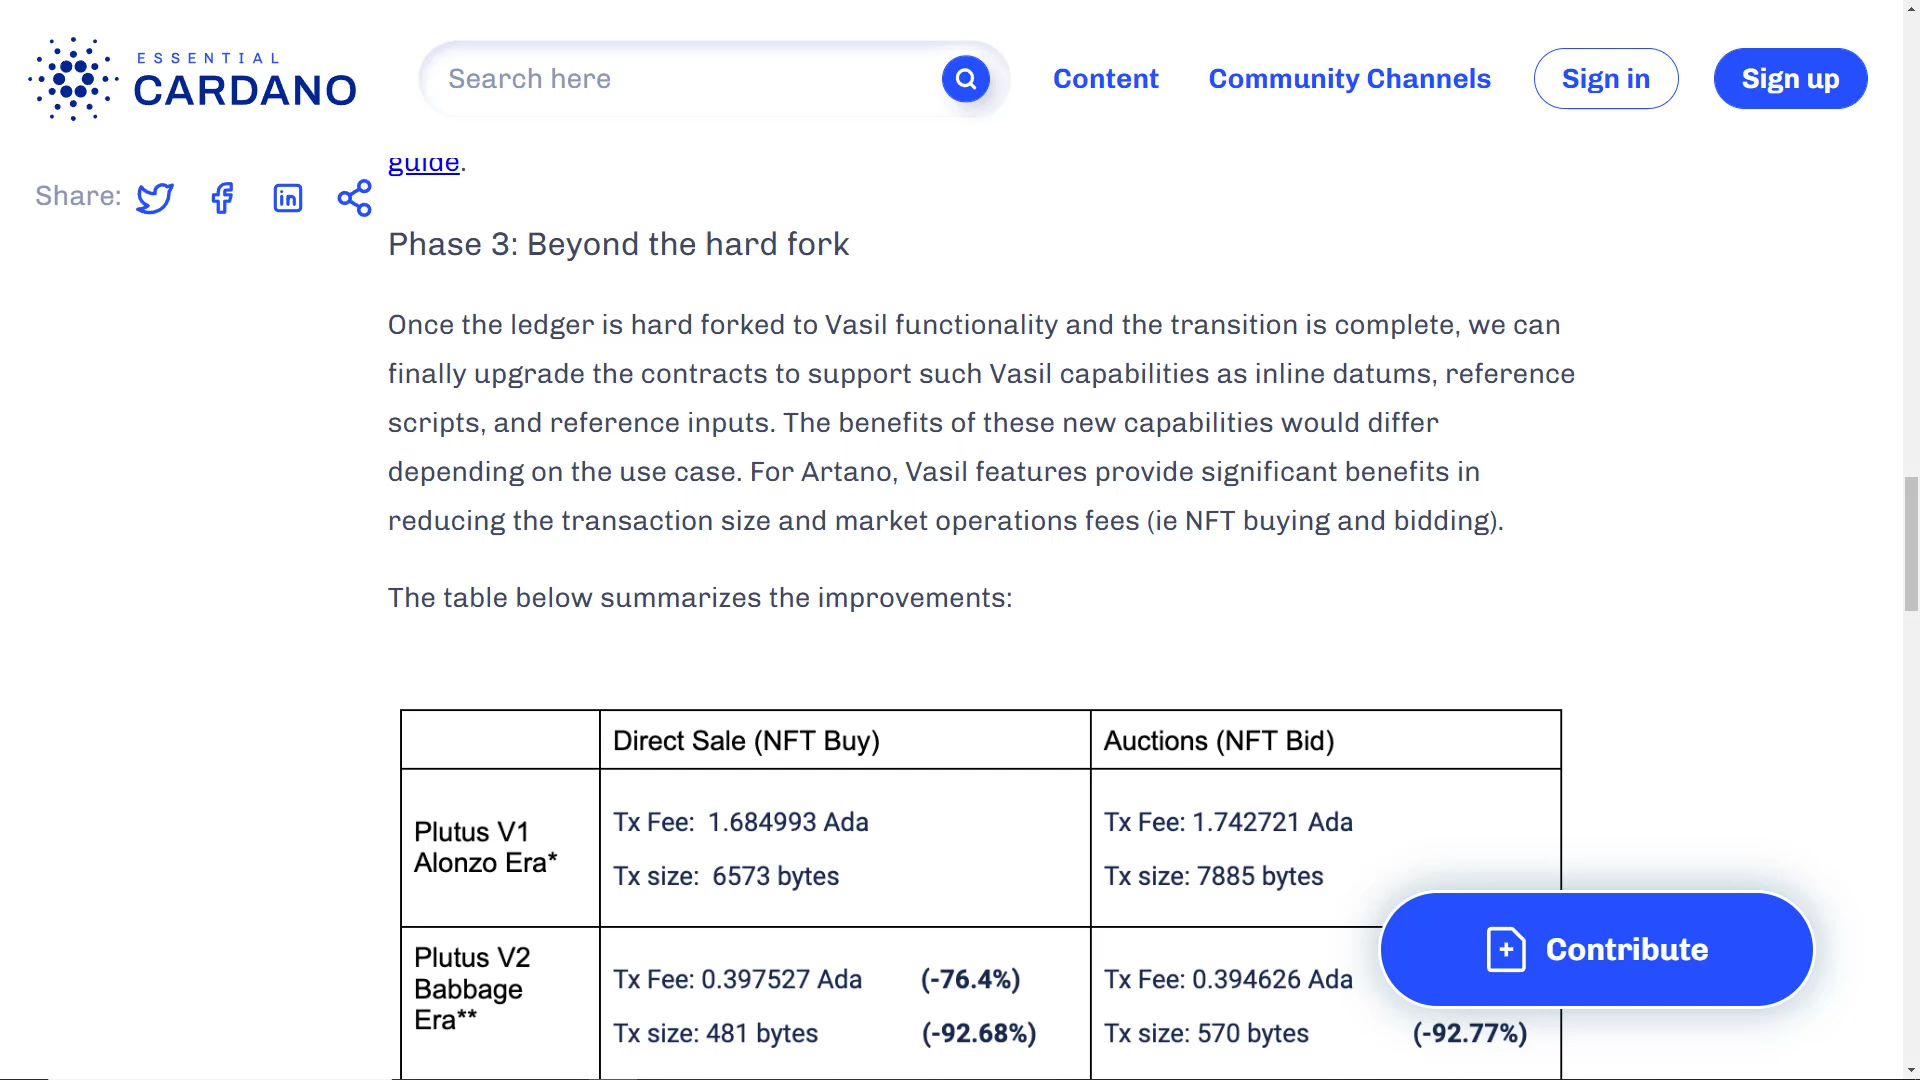 ESSENTIAL
CARDANO
Search here
Content
Community Channels
Sign in
Sign up
guide.
Share:
Phase 3: Beyond the hard fork
Once the ledger is hard forked to Vasil functionality and the transition is complete, we can
finally upgrade the contracts to support such Vasil capabilities as inline datums, reference
scripts, and reference inputs. The benefits of these new capabilities would differ
depending on the use case. For Artano, Vasil features provide significant benefits in
reducing the transaction size and market operations fees (ie NFT buying and bidding).
The table below summarizes the improvements:
Direct Sale (NFT Buy)
Auctions (NFT Bid)
Plutus V1
Alonzo Era*
Tx Fee: 1.684993 Ada
Tx size: 6573 bytes
Tx Fee: 1.742721 Ada
Tx size: 7885 bytes
Plutus V2
Babbage
Era**
Tx Fee: 0.397527 Ada (-76.4%)
Tx size: 481 bytes (-92.68%)
Tx Fee: 0.394626 Ada
Tx size: 570 bytes (-92.77%)
Contribute